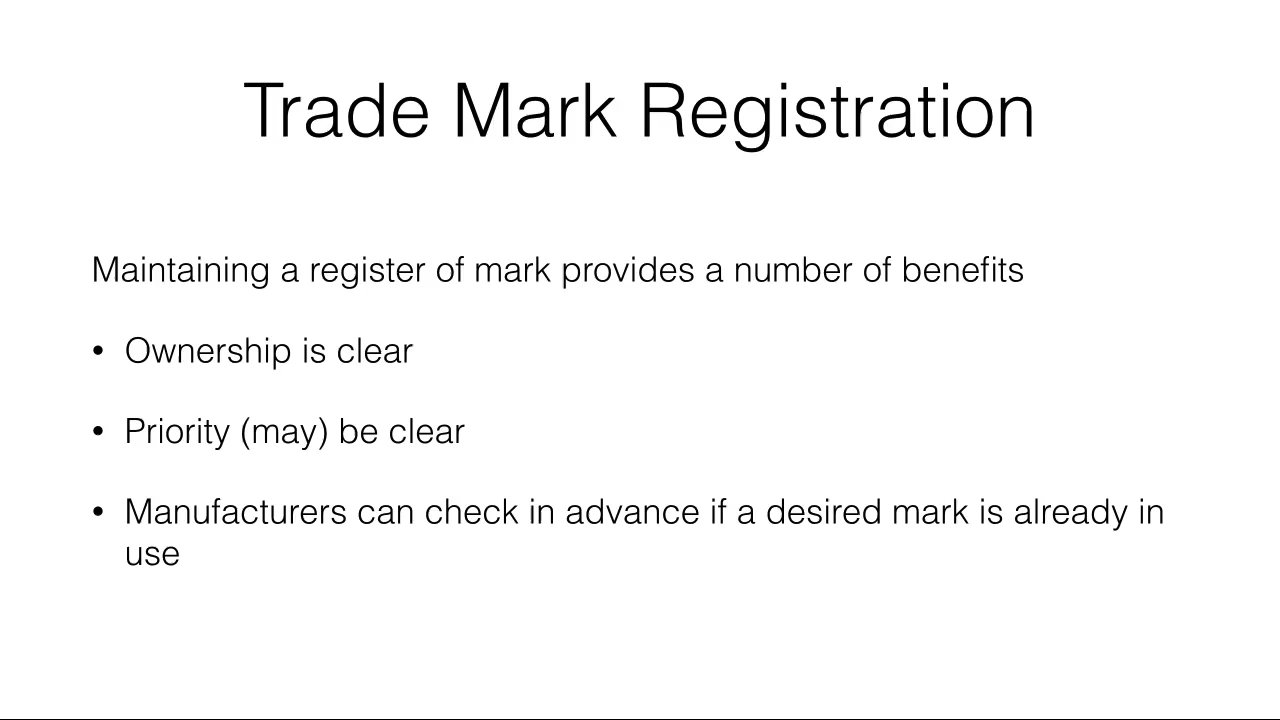 Trade Mark Registration
Maintaining a register of mark provides a number of benefits
• Ownership is clear
• Priority (may) be clear
• Manufacturers can check in advance if a desired mark is already in
use